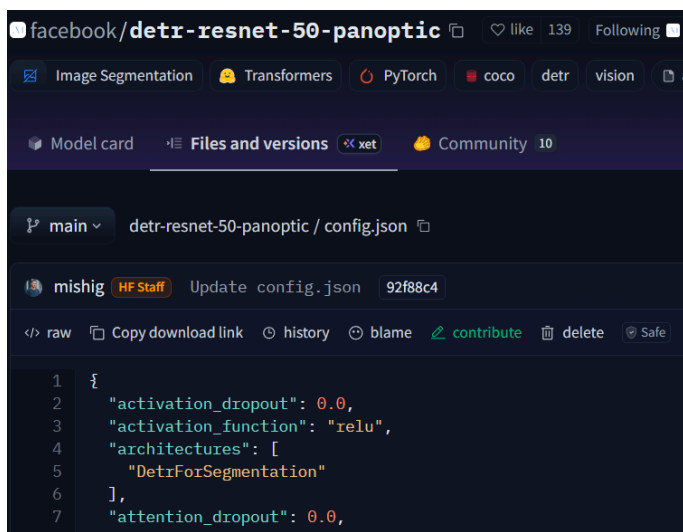 facebook/detr-resnet-50-panoptic like 139 Following
Image Segmentation Transformers PyTorch coco detr vision
Model card Files and versions xet Community 10
main detr-resnet-50-panoptic / config.json
mishig HF Staff Update config.json 92f88c4
</> raw Copy download link history blame contribute delete Safe
1 {
2 "activation_dropout": 0.0,
3 "activation_function": "relu",
4 "architectures": [
5 "DetrForSegmentation"
6 ],
7 "attention_dropout": 0.0,